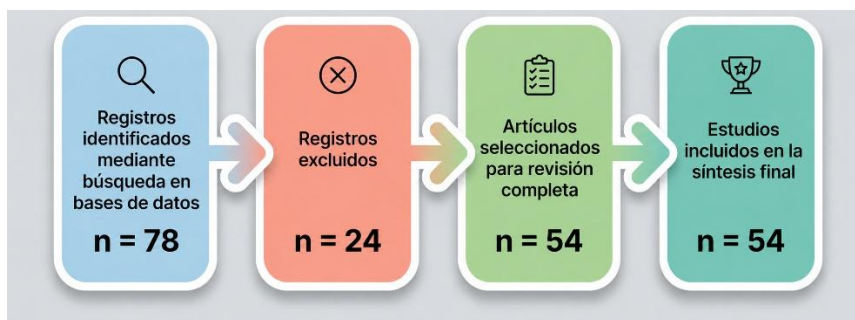 Registros
identificados
mediante
búsqueda en
bases de datos
n = 78
Registros
excluidos
n = 24
Artículos
seleccionados
para revisión
completa
n = 54
Estudios
incluidos en la
síntesis final
n = 54